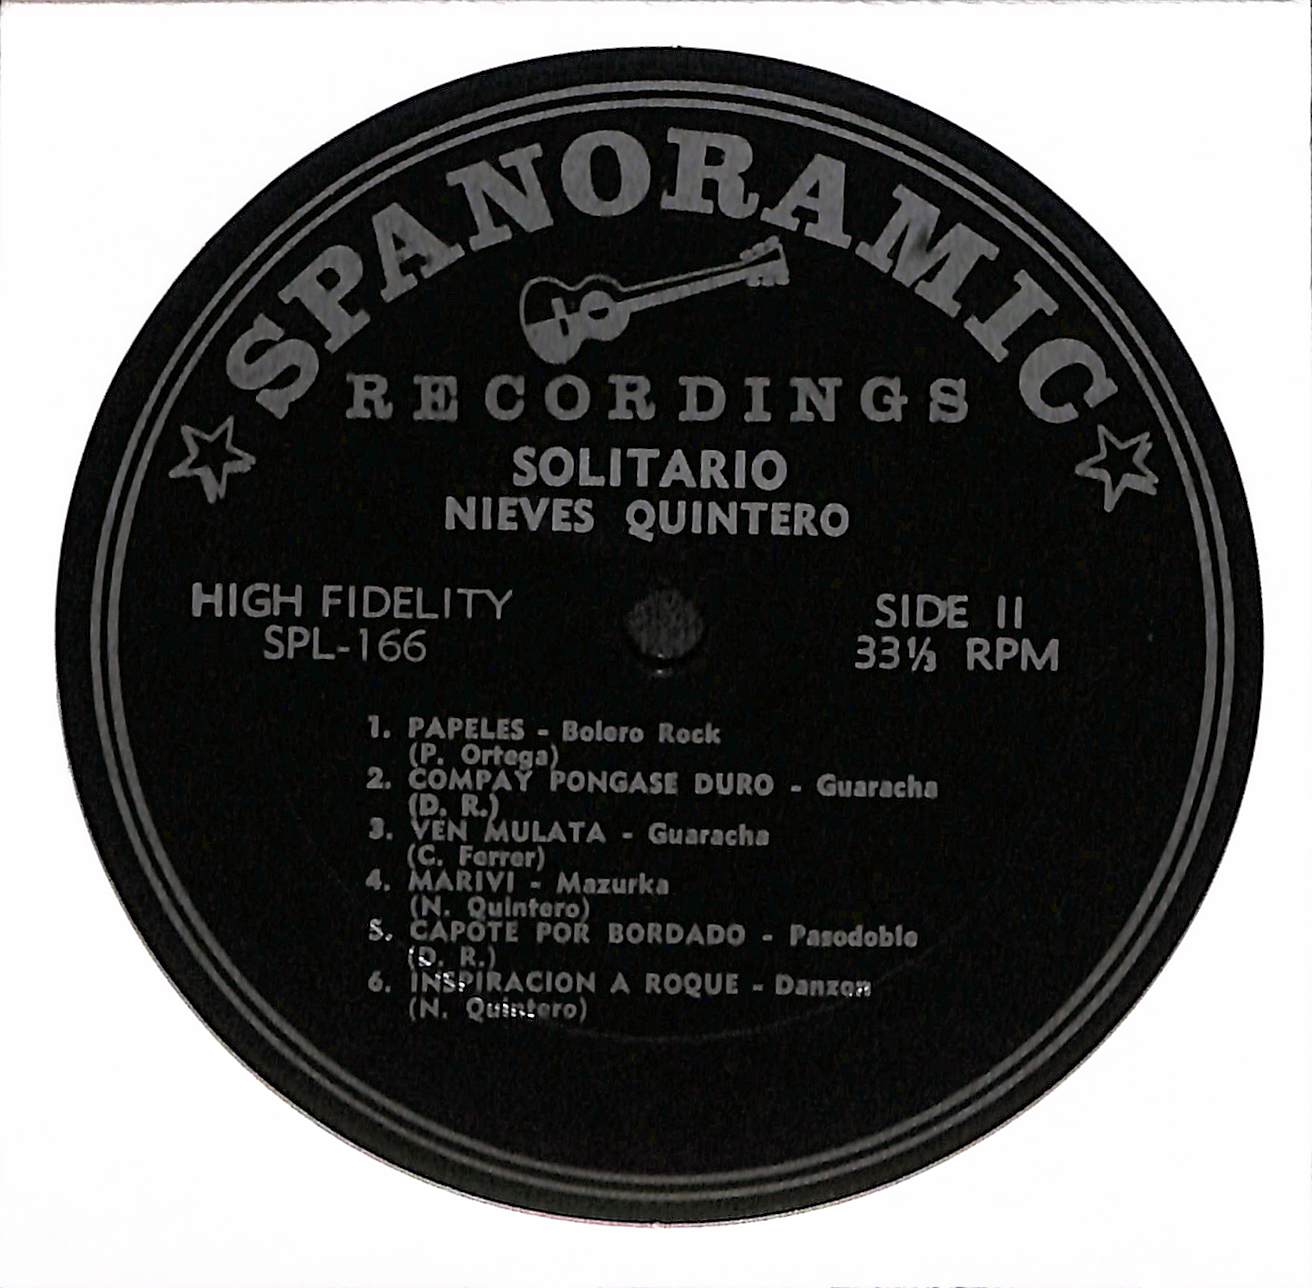 SPANORAMIC
RECORDINGS
SOLITARIO
NIEVES QUINTERO
HIGH FIDELITY
SPL-166
SIDE II
33⅓ RPM
1. PAPELES - Bolero Rock
(P. Ortega)
2. COMPAY PONGASE DURO - Guaracha
(D. R.)
3. VEN MULATA - Guaracha
(C. Ferrer)
4. MARIVI - Mazurka
(N. Quintero)
5. CAPOTE POR BORDADO - Pasodoble
(D. R.)
6. INSPIRACION A ROQUE - Danzon
(N. Quintero)